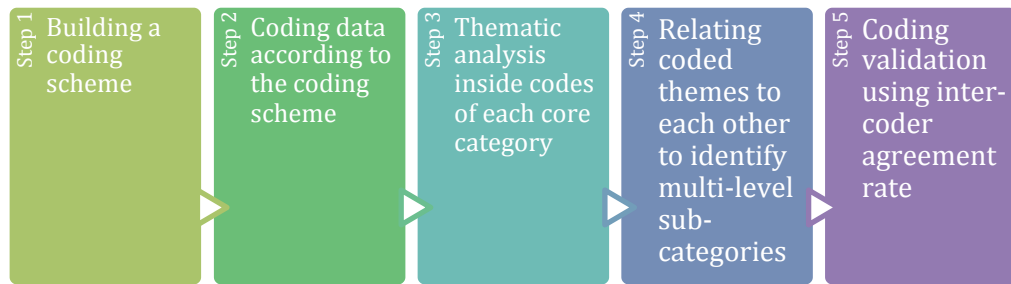 Step 1
Building a
coding
scheme
Step 2
Coding data
according to
the coding
scheme
Step 3
Thematic
analysis
inside codes
of each core
category
Step 4
Relating
coded
themes to
each other
to identify
multi-level
sub-
categories
Step 5
Coding
validation
using inter-
coder
agreement
rate